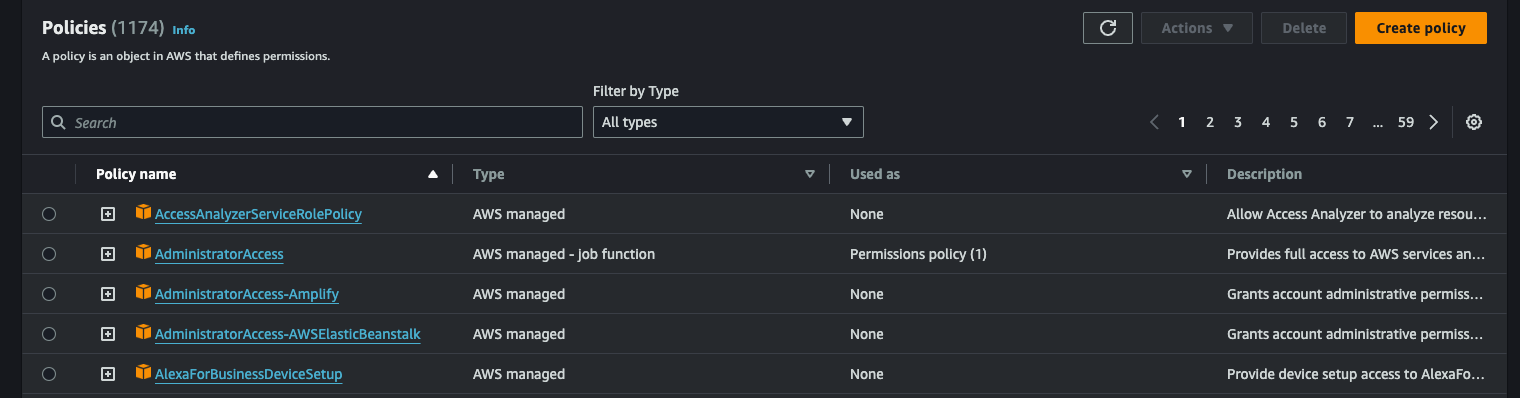 Policies (1174) Info
A policy is an object in AWS that defines permissions.
Actions Delete Create policy
Filter by Type
Search All types 1 2 3 4 5 6 7 ... 59
Policy name Type Used as Description
AccessAnalyzerServiceRolePolicy AWS managed None Allow Access Analyzer to analyze resou...
AdministratorAccess AWS managed - job function Permissions policy (1) Provides full access to AWS services an...
AdministratorAccess-Amplify AWS managed None Grants account administrative permiss...
AdministratorAccess-AWSElasticBeanstalk AWS managed None Grants account administrative permiss...
AlexaForBusinessDeviceSetup AWS managed None Provide device setup access to AlexaFo...